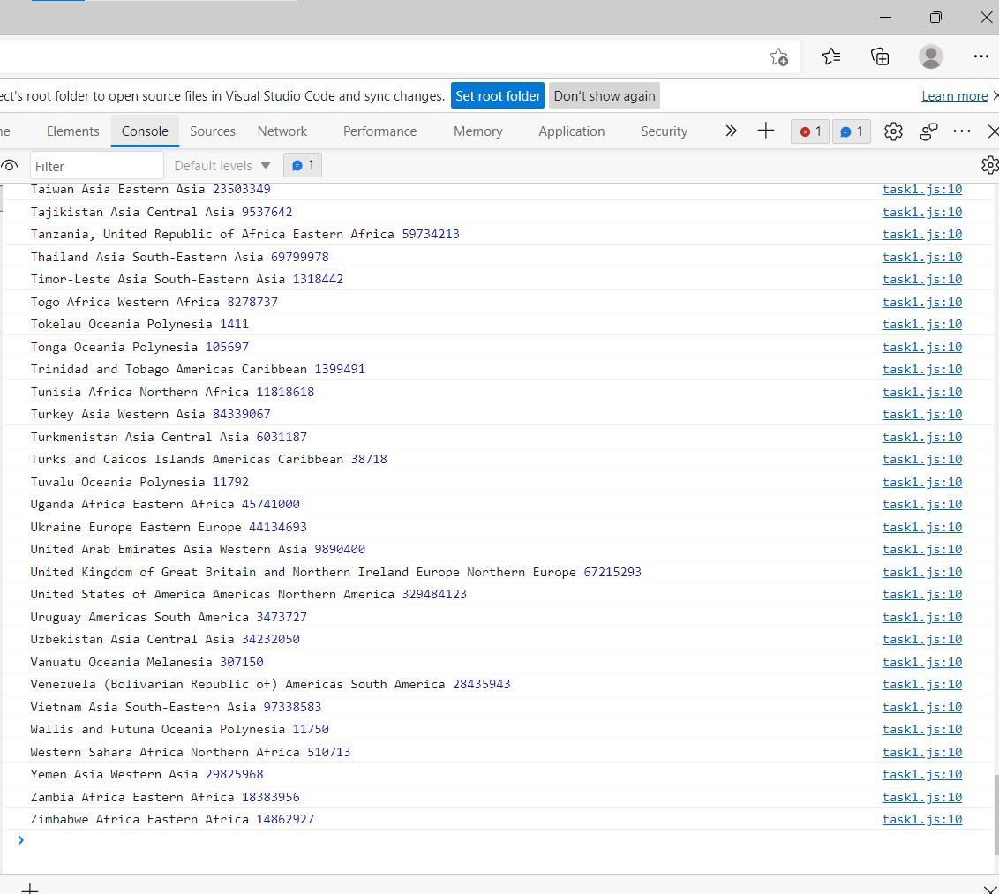 ect's root folder to open source files in Visual Studio Code and sync changes. Set root folder Don't show again Learn more
ne Elements Console Sources Network Performance Memory Application Security 1 1
Filter Default levels 1
Taiwan Asia Eastern Asia 23503349 task1.js:10
Tajikistan Asia Central Asia 9537642 task1.js:10
Tanzania, United Republic of Africa Eastern Africa 59734213 task1.js:10
Thailand Asia South-Eastern Asia 69799978 task1.js:10
Timor-Leste Asia South-Eastern Asia 1318442 task1.js:10
Togo Africa Western Africa 8278737 task1.js:10
Tokelau Oceania Polynesia 1411 task1.js:10
Tonga Oceania Polynesia 105697 task1.js:10
Trinidad and Tobago Americas Caribbean 1399491 task1.js:10
Tunisia Africa Northern Africa 11818618 task1.js:10
Turkey Asia Western Asia 84339067 task1.js:10
Turkmenistan Asia Central Asia 6031187 task1.js:10
Turks and Caicos Islands Americas Caribbean 38718 task1.js:10
Tuvalu Oceania Polynesia 11792 task1.js:10
Uganda Africa Eastern Africa 45741000 task1.js:10
Ukraine Europe Eastern Europe 44134693 task1.js:10
United Arab Emirates Asia Western Asia 9890400 task1.js:10
United Kingdom of Great Britain and Northern Ireland Europe Northern Europe 67215293 task1.js:10
United States of America Americas Northern America 329484123 task1.js:10
Uruguay Americas South America 3473727 task1.js:10
Uzbekistan Asia Central Asia 34232050 task1.js:10
Vanuatu Oceania Melanesia 307150 task1.js:10
Venezuela (Bolivarian Republic of) Americas South America 28435943 task1.js:10
Vietnam Asia South-Eastern Asia 97338583 task1.js:10
Wallis and Futuna Oceania Polynesia 11750 task1.js:10
Western Sahara Africa Northern Africa 510713 task1.js:10
Yemen Asia Western Asia 29825968 task1.js:10
Zambia Africa Eastern Africa 18383956 task1.js:10
Zimbabwe Africa Eastern Africa 14862927 task1.js:10